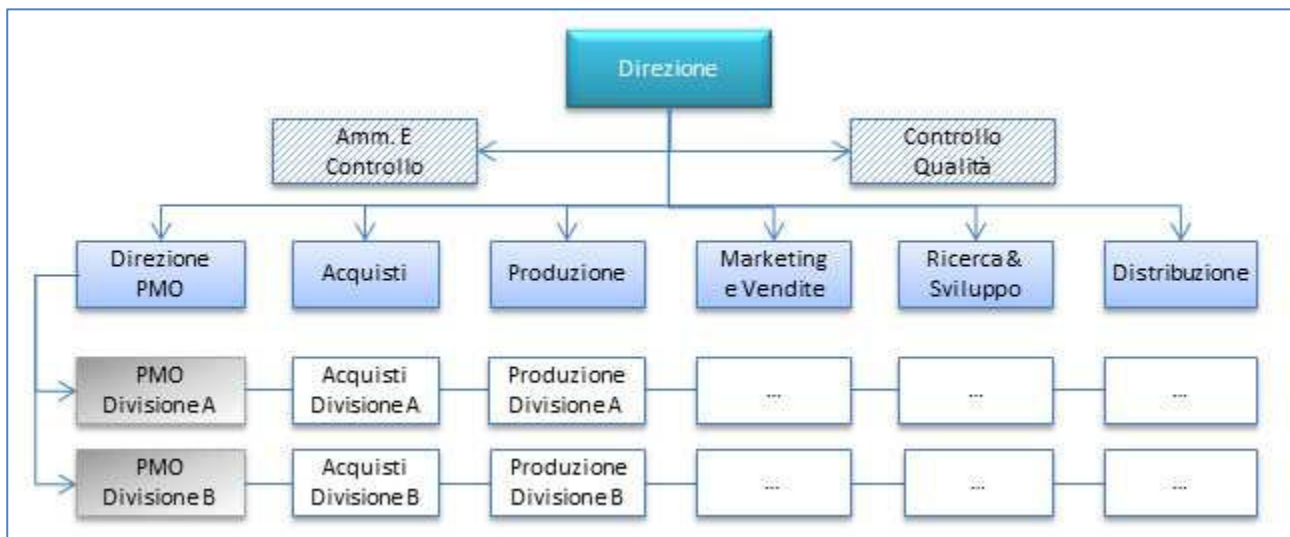 Direzione
Amm. E
Controllo
Controllo
Qualità
Direzione
PMO
Acquisti
Produzione
Marketing
e Vendite
Ricerca &
Sviluppo
Distribuzione
PMO
Divisione A
Acquisti
Divisione A
Produzione
Divisione A
...
...
...
PMO
Divisione B
Acquisti
Divisione B
Produzione
Divisione B
...
...
...